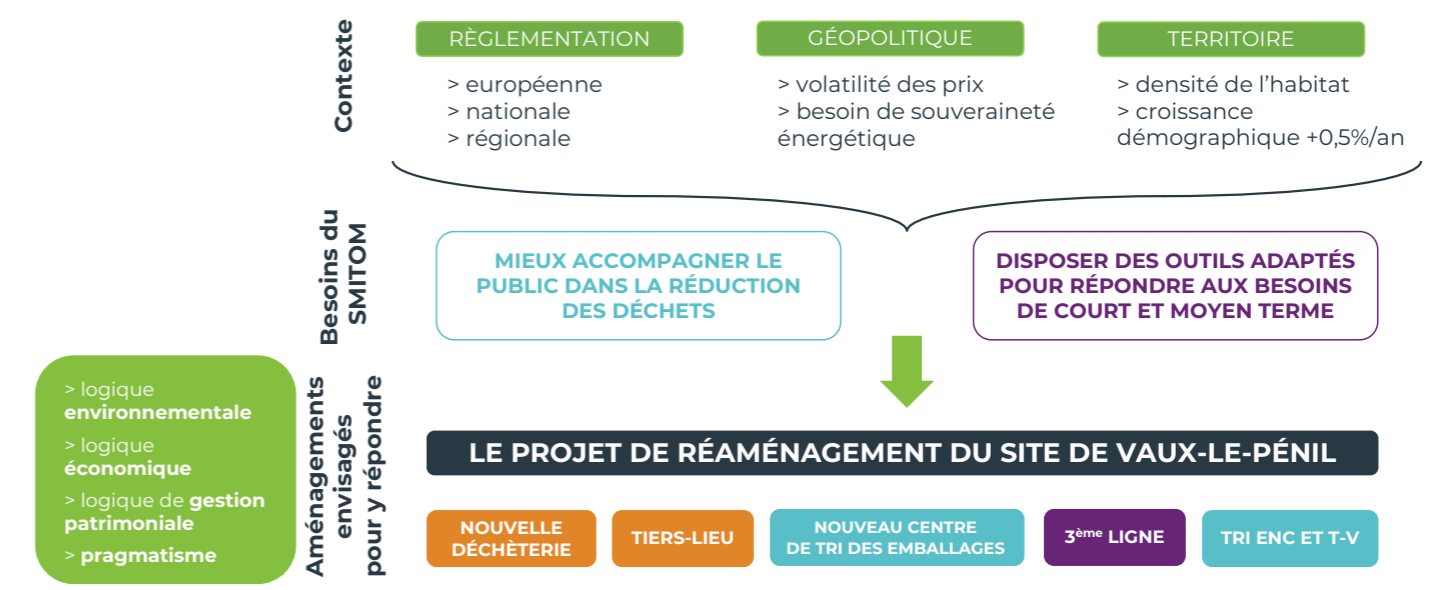 Contexte
RÈGLEMENTATION
> européenne
> nationale
> régionale
GÉOPOLITIQUE
> volatilité des prix
> besoin de souveraineté
énergétique
TERRITOIRE
> densité de l’habitat
> croissance
démographique +0,5%/an
Besoins du
SMITOM
MIEUX ACCOMPAGNER LE
PUBLIC DANS LA RÉDUCTION
DES DÉCHETS
DISPOSER DES OUTILS ADAPTÉS
POUR RÉPONDRE AUX BESOINS
DE COURT ET MOYEN TERME
> logique
environnementale
> logique
économique
> logique de gestion
patrimoniale
> pragmatisme
Aménagements
envisagés
pour y répondre
LE PROJET DE RÉAMÉNAGEMENT DU SITE DE VAUX-LE-PÉNIL
NOUVELLE
DÉCHÈTERIE
TIERS-LIEU
NOUVEAU CENTRE
DE TRI DES EMBALLAGES
3ème LIGNE
TRI ENC ET T-V